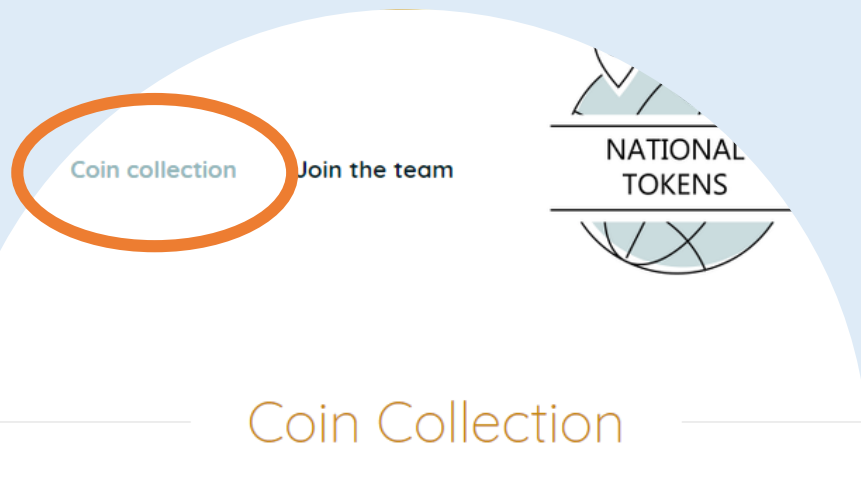 Coin collection
Join the team
NATIONAL
TOKENS
Coin Collection